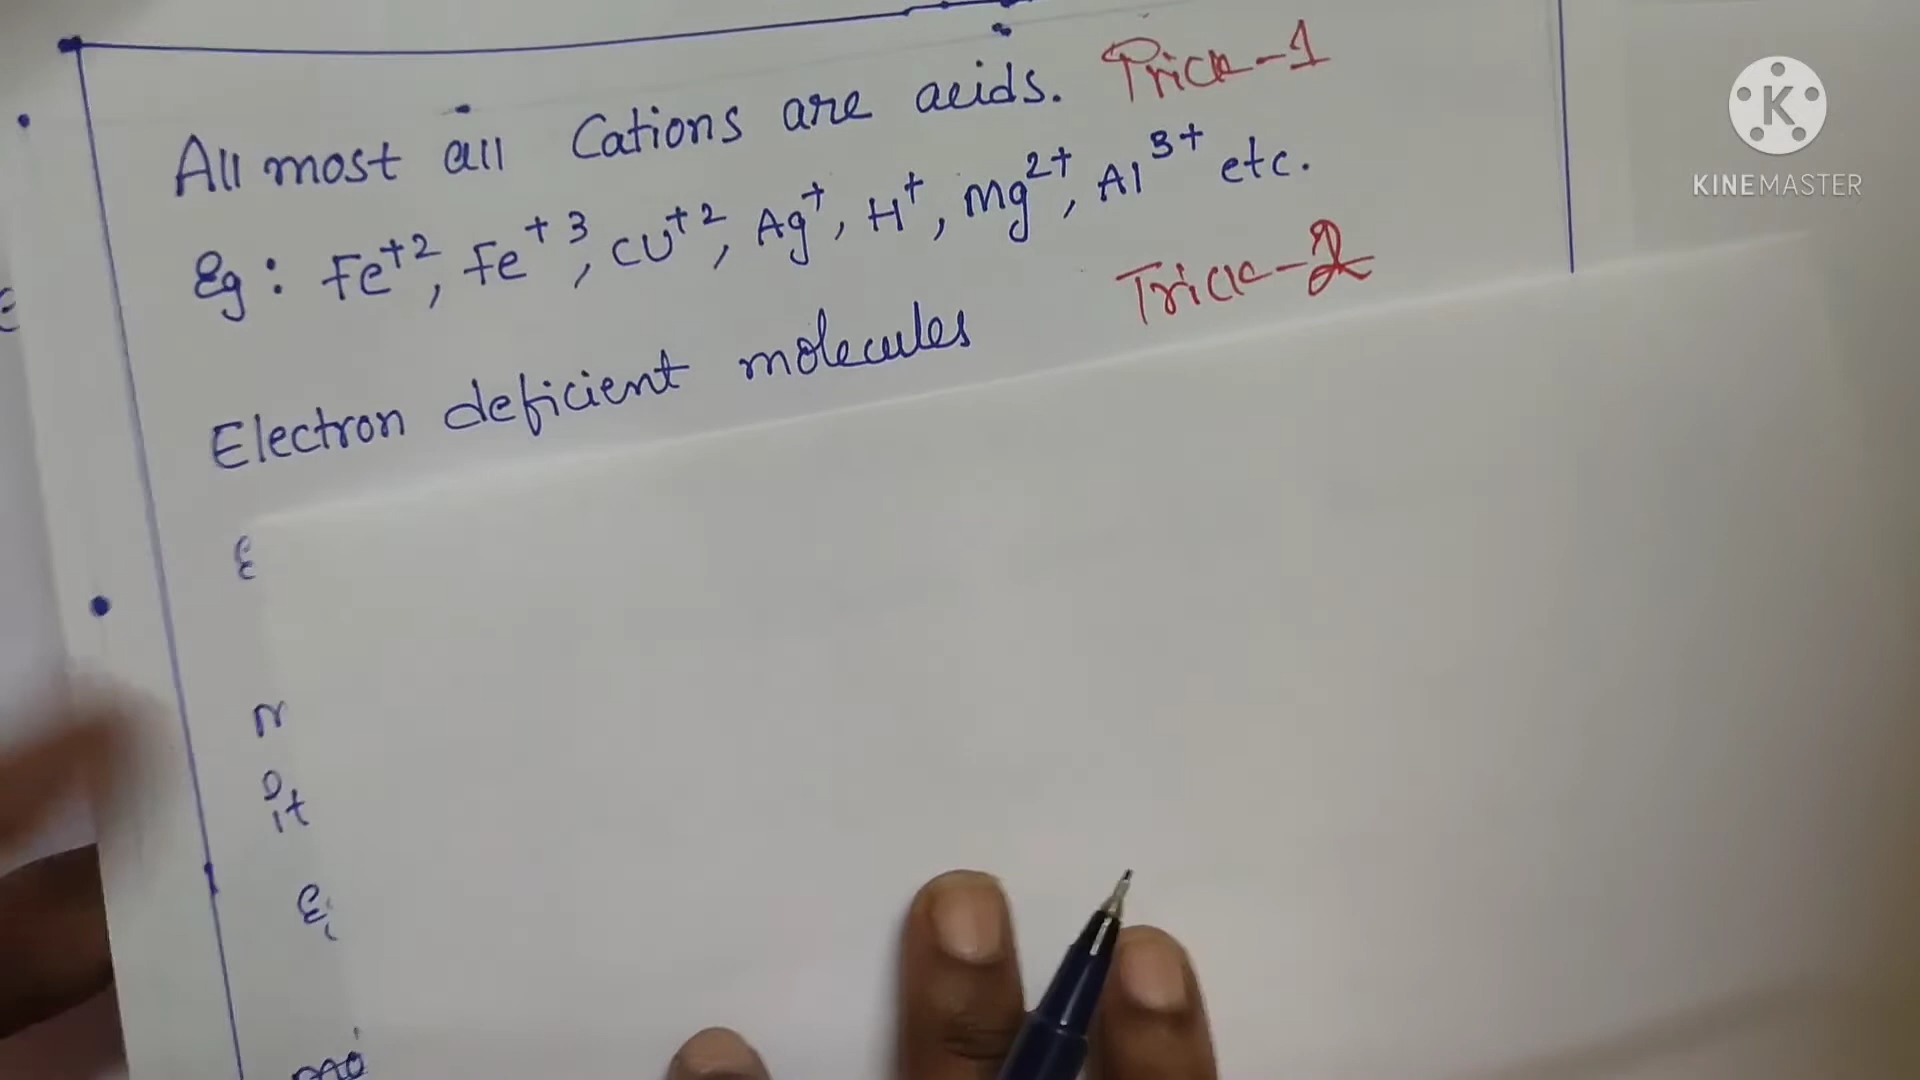 All most all Cations are acids. Trick-1
Eg: Fe+2, Fe+3, Cu+2, Ag+, H+, Mg2+, Al3+ etc.
Electron deficient molecules Trick-2
it
K
KINEMASTER